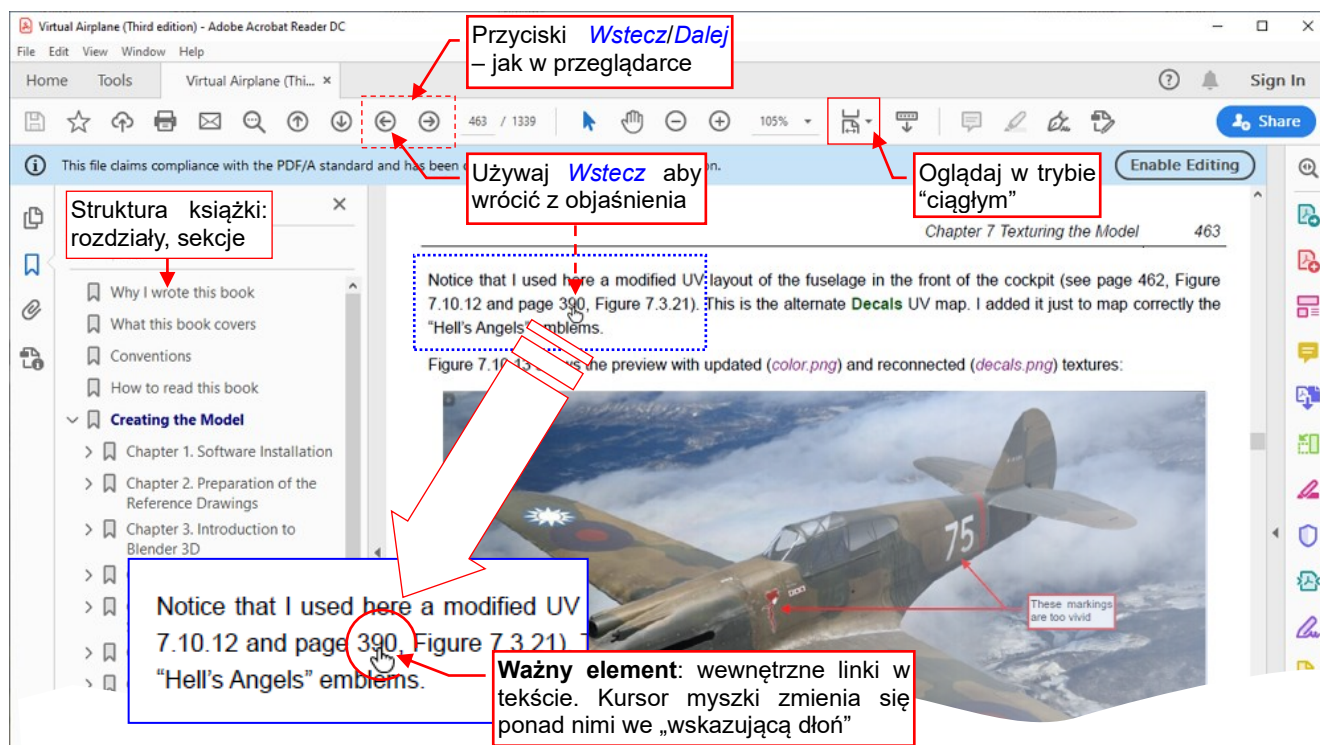 Virtual Airplane (Third edition) - Adobe Acrobat Reader DC
File Edit View Window Help
Home Tools Virtual Airplane (Thi... × Sign In
Przyciski Wstecz/Dalej
– jak w przeglądarce
463 / 1339 105% Share
This file claims compliance with the PDF/A standard and has been
Enable Editing
Używaj Wstecz aby
wrócić z objaśnienia
Oglądaj w trybie
“ciągłym”
Struktura książki:
rozdziały, sekcje
Why I wrote this book
What this book covers
Conventions
How to read this book
Creating the Model
Chapter 1. Software Installation
Chapter 2. Preparation of the
Reference Drawings
Chapter 3. Introduction to
Blender 3D
Chapter 7 Texturing the Model 463
Notice that I used here a modified UV layout of the fuselage in the front of the cockpit (see page 462, Figure
7.10.12 and page 390, Figure 7.3.21). This is the alternate Decals UV map. I added it just to map correctly the
“Hell’s Angels” emblems.
Figure 7.10.13 shows the preview with updated (color.png) and reconnected (decals.png) textures:
75
These markings
are too vivid
Notice that I used here a modified UV
7.10.12 and page 390, Figure 7.3.21).
“Hell’s Angels” emblems.
Ważny element: wewnętrzne linki w
tekście. Kursor myszki zmienia się
ponad nimi we „wskazującą dłoń”